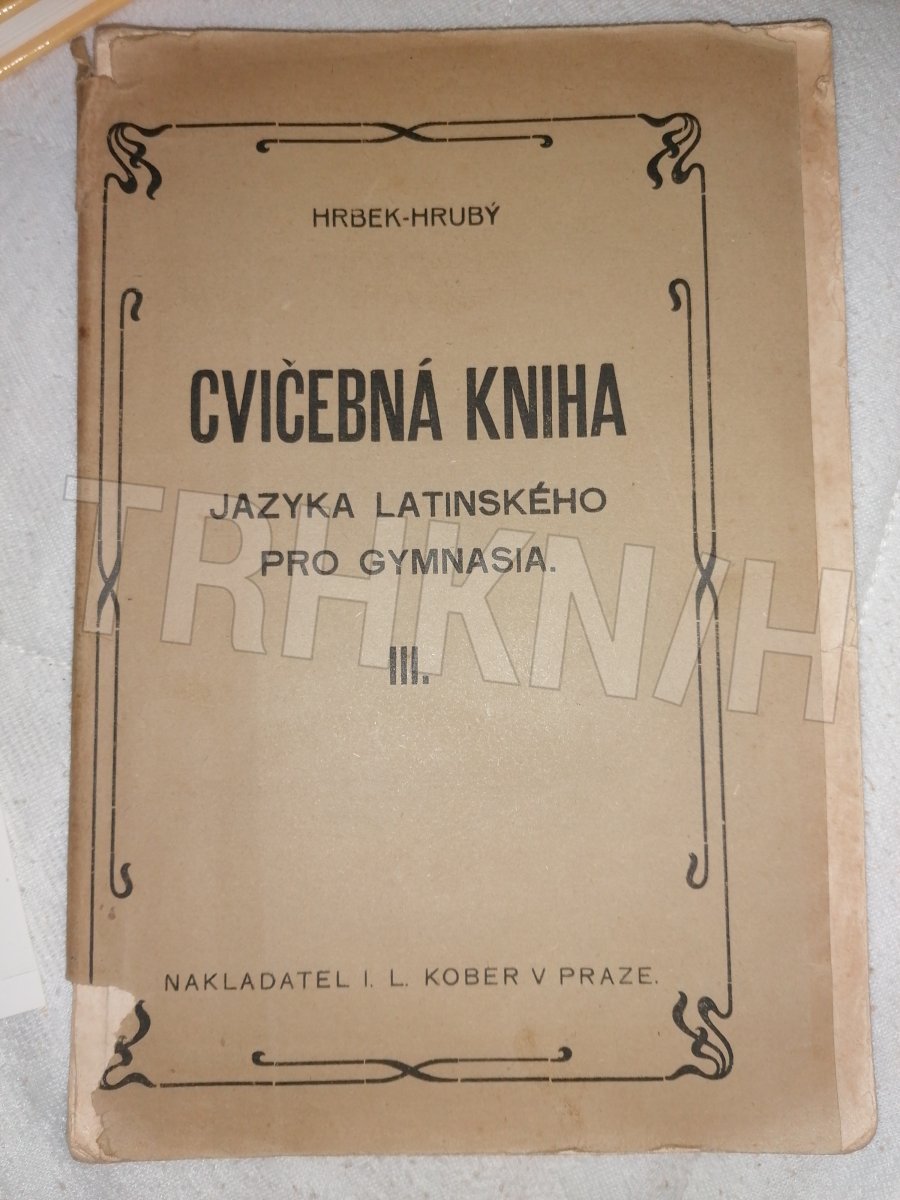 HRBEK-HRUBÝ
CVIČEBNÁ KNIHA
JAZYKA LATINSKÉHO
PRO GYMNASIA.
III.
NAKLADATEL I. L. KOBER V PRAZE.
TRHKNIH